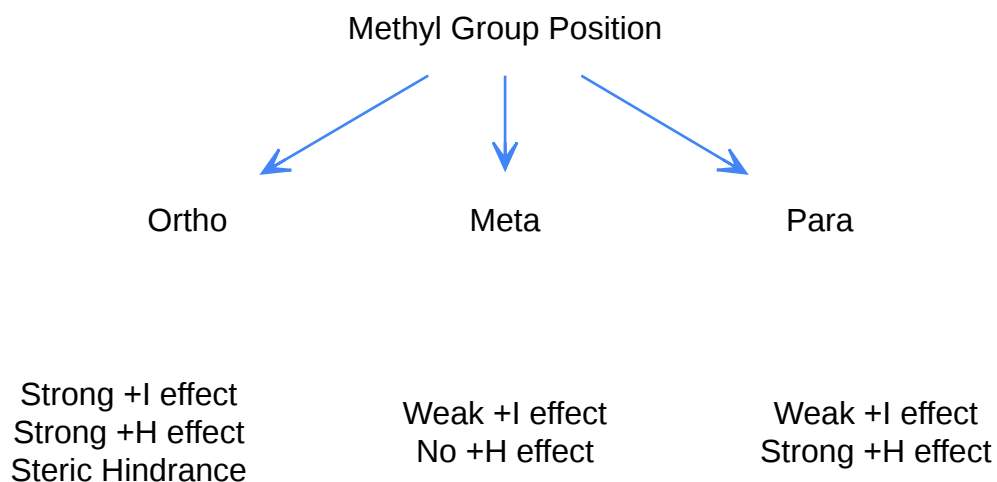 Methyl Group Position
Ortho
Meta
Para
Strong +I effect
Strong +H effect
Steric Hindrance
Weak +I effect
No +H effect
Weak +I effect
Strong +H effect